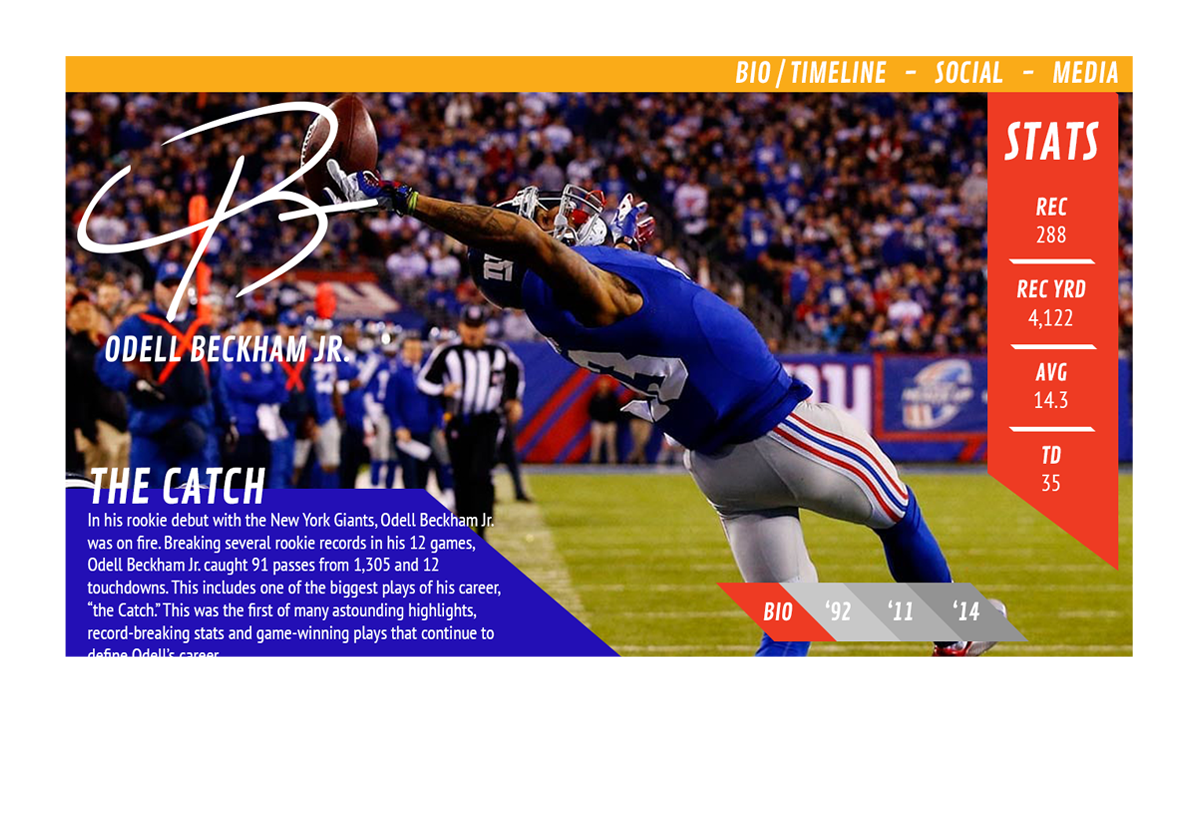 BIO / TIMELINE - SOCIAL - MEDIA
STATS
REC
288
REC YRD
4,122
AVG
14.3
TD
35
ODELL BECKHAM JR.
THE CATCH
In his rookie debut with the New York Giants, Odell Beckham Jr.
was on fire. Breaking several rookie records in his 12 games,
Odell Beckham Jr. caught 91 passes from 1,305 and 12
touchdowns. This includes one of the biggest plays of his career,
“the Catch.” This was the first of many astounding highlights,
record-breaking stats and game-winning plays that continue to
define Odell’s career.
BIO ‘92 ‘11 ‘14